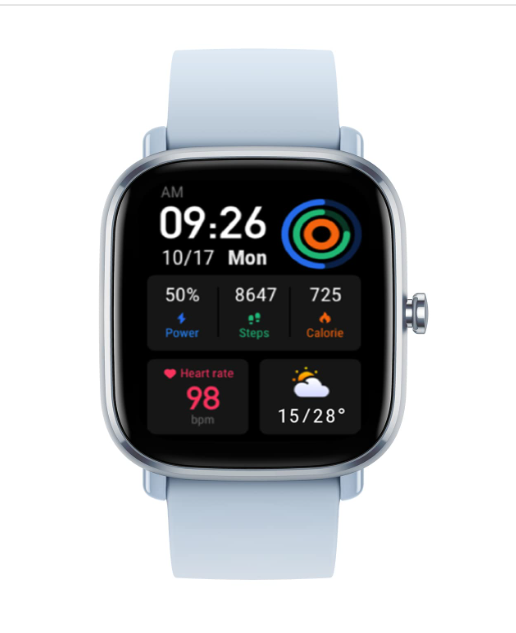 AM
09:26
10/17 Mon
50% 8647 725
Power Steps Calorie
Heart rate
98
bpm
15/28°